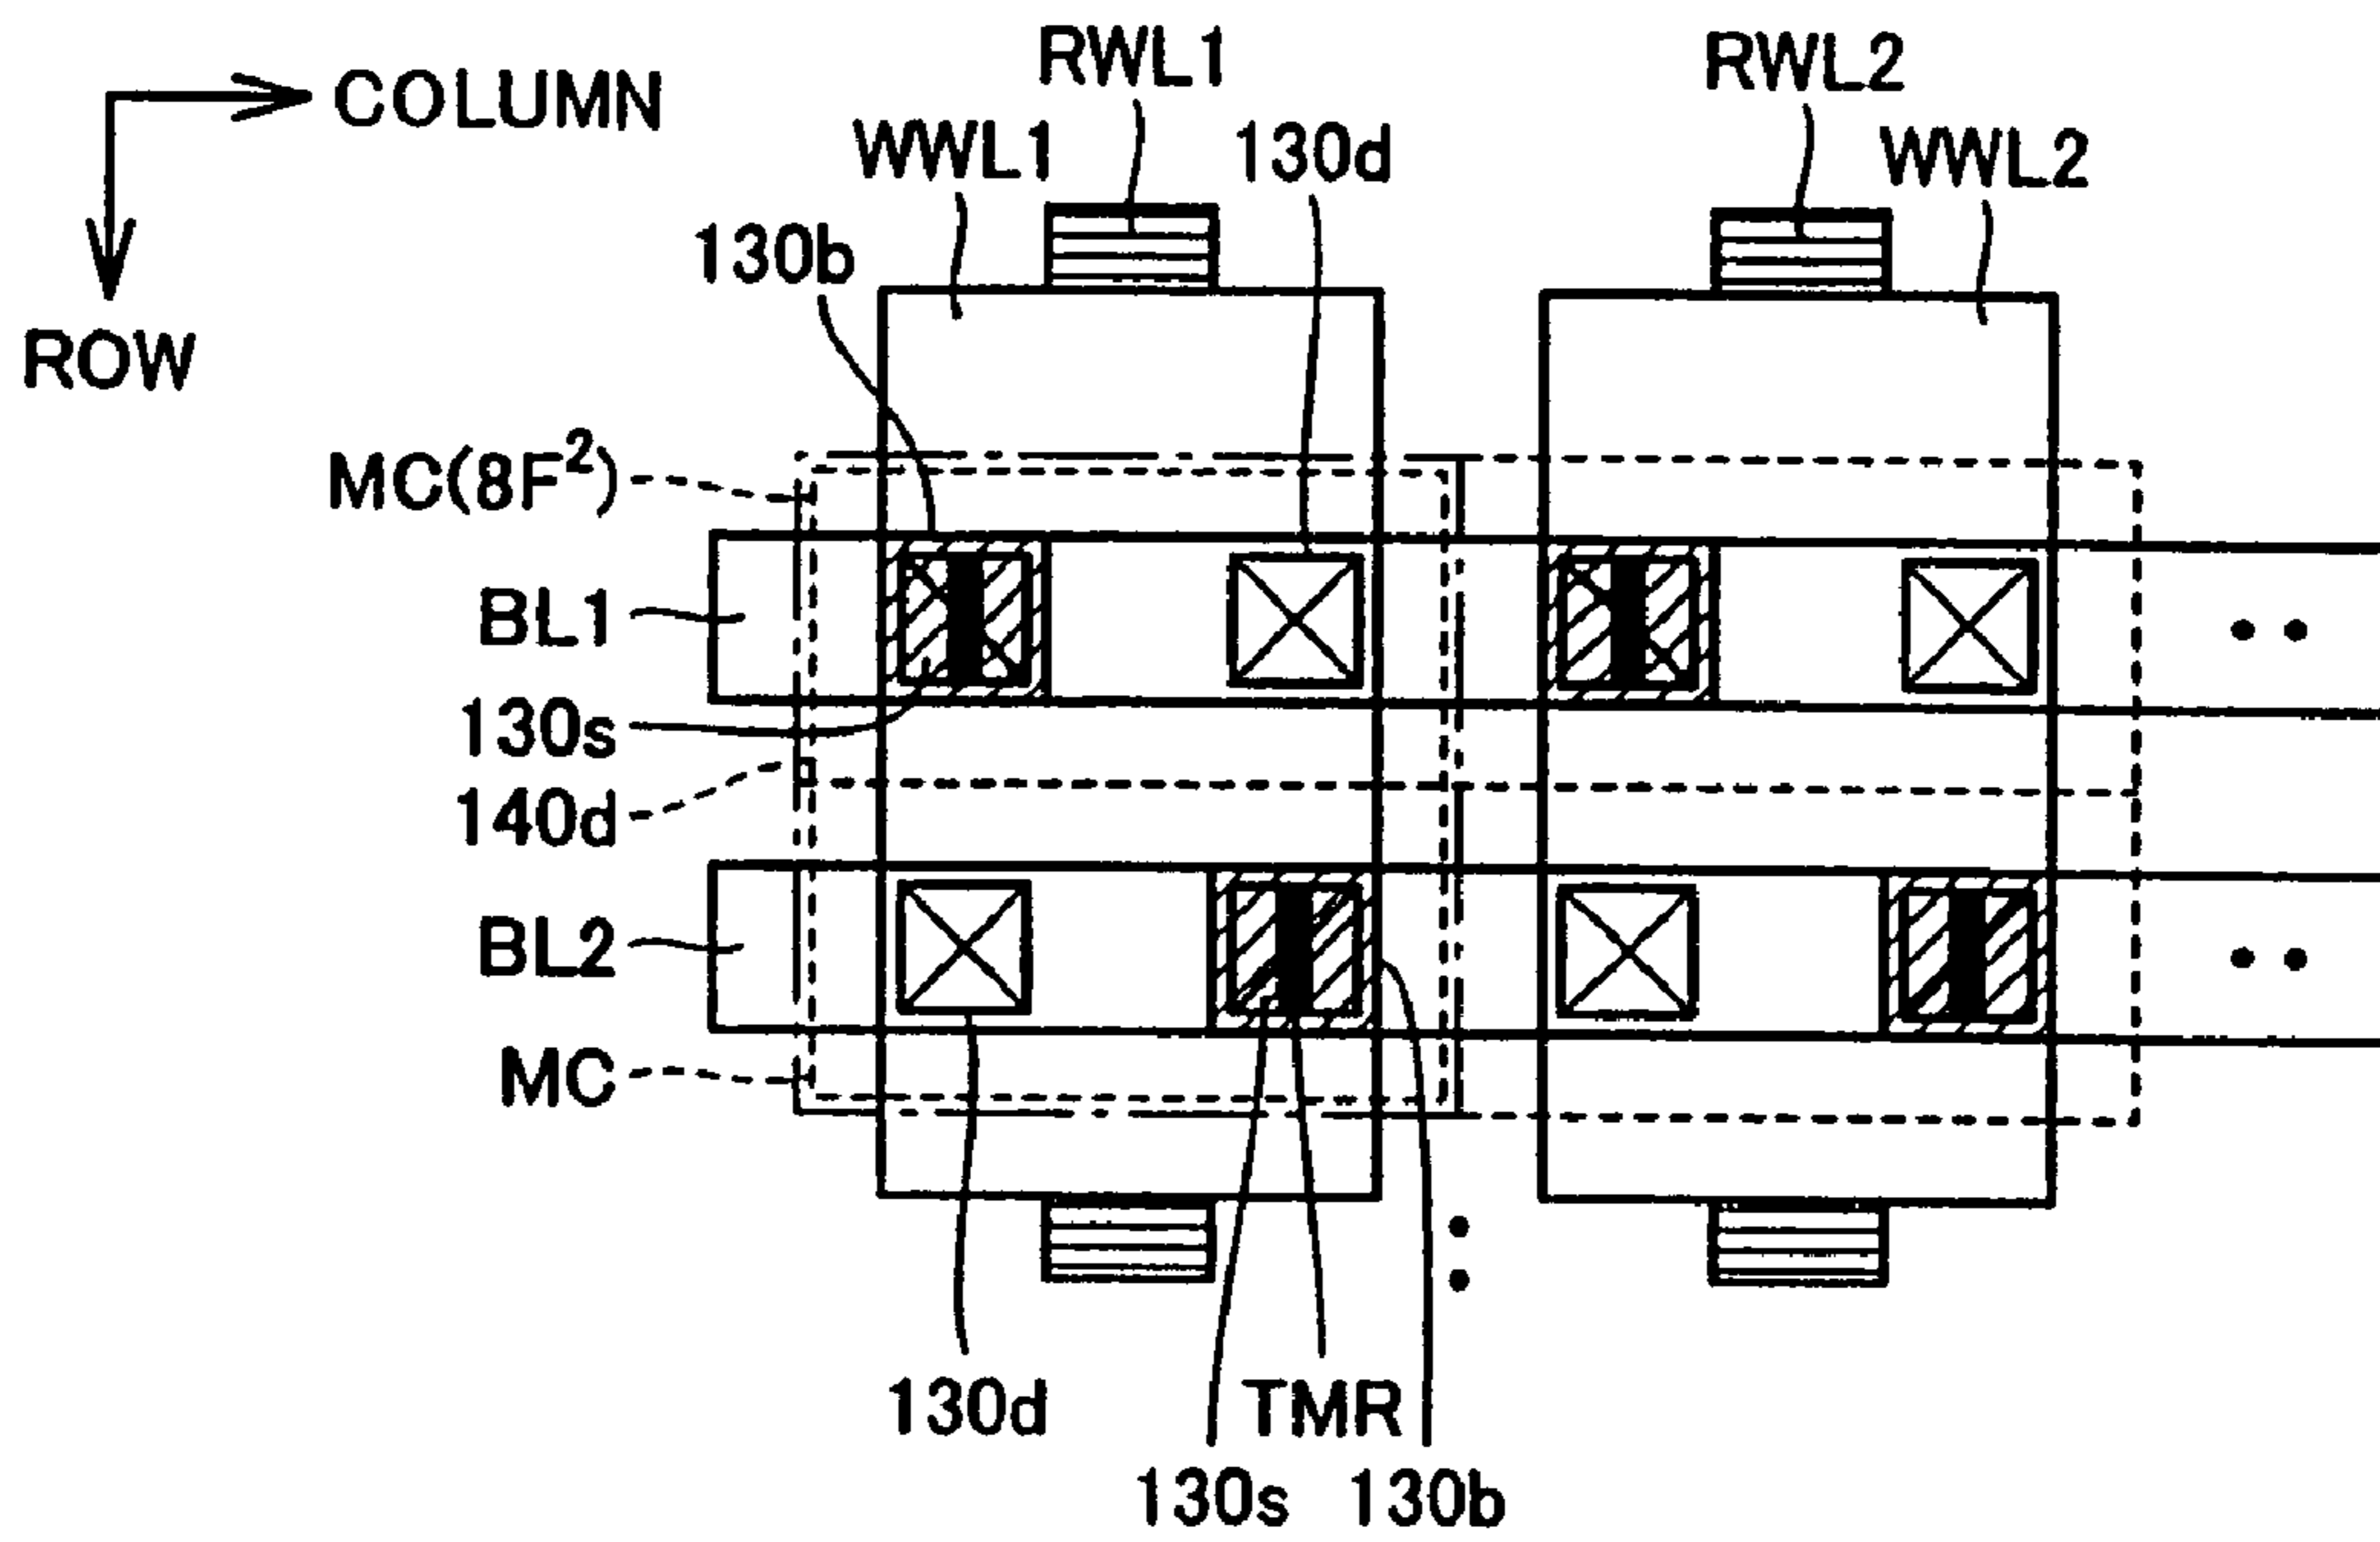 RWL1
RWL2
COLUMN
WWL1
130d
WWL2
130b
ROW
MC(8F²)
BL1
130s
140d
BL2
MC
130d
TMR
130s
130b